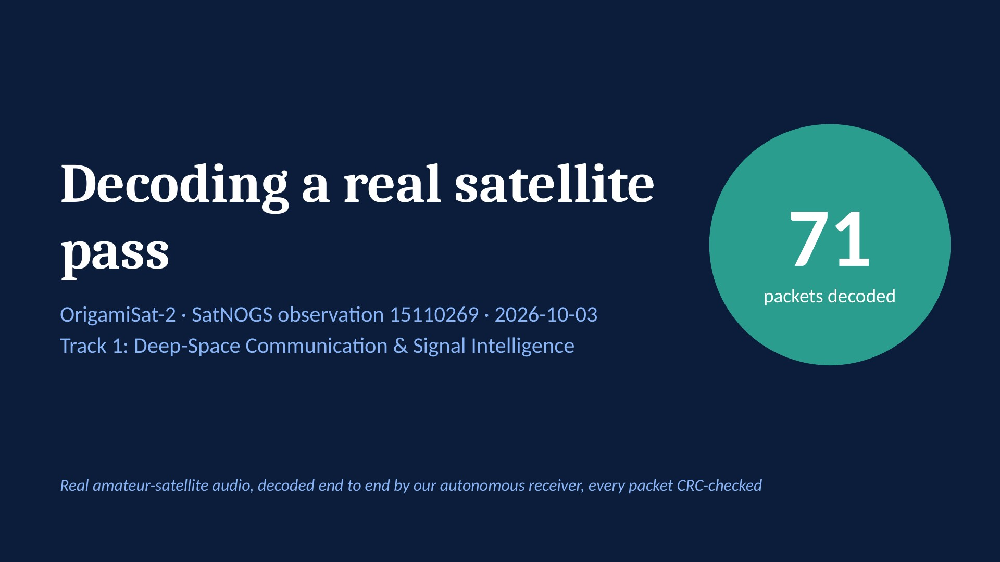 Decoding a real satellite
pass
OrigamiSat-2 · SatNOGS observation 15110269 · 2026-10-03
Track 1: Deep-Space Communication & Signal Intelligence
71
packets decoded
Real amateur-satellite audio, decoded end to end by our autonomous receiver, every packet CRC-checked